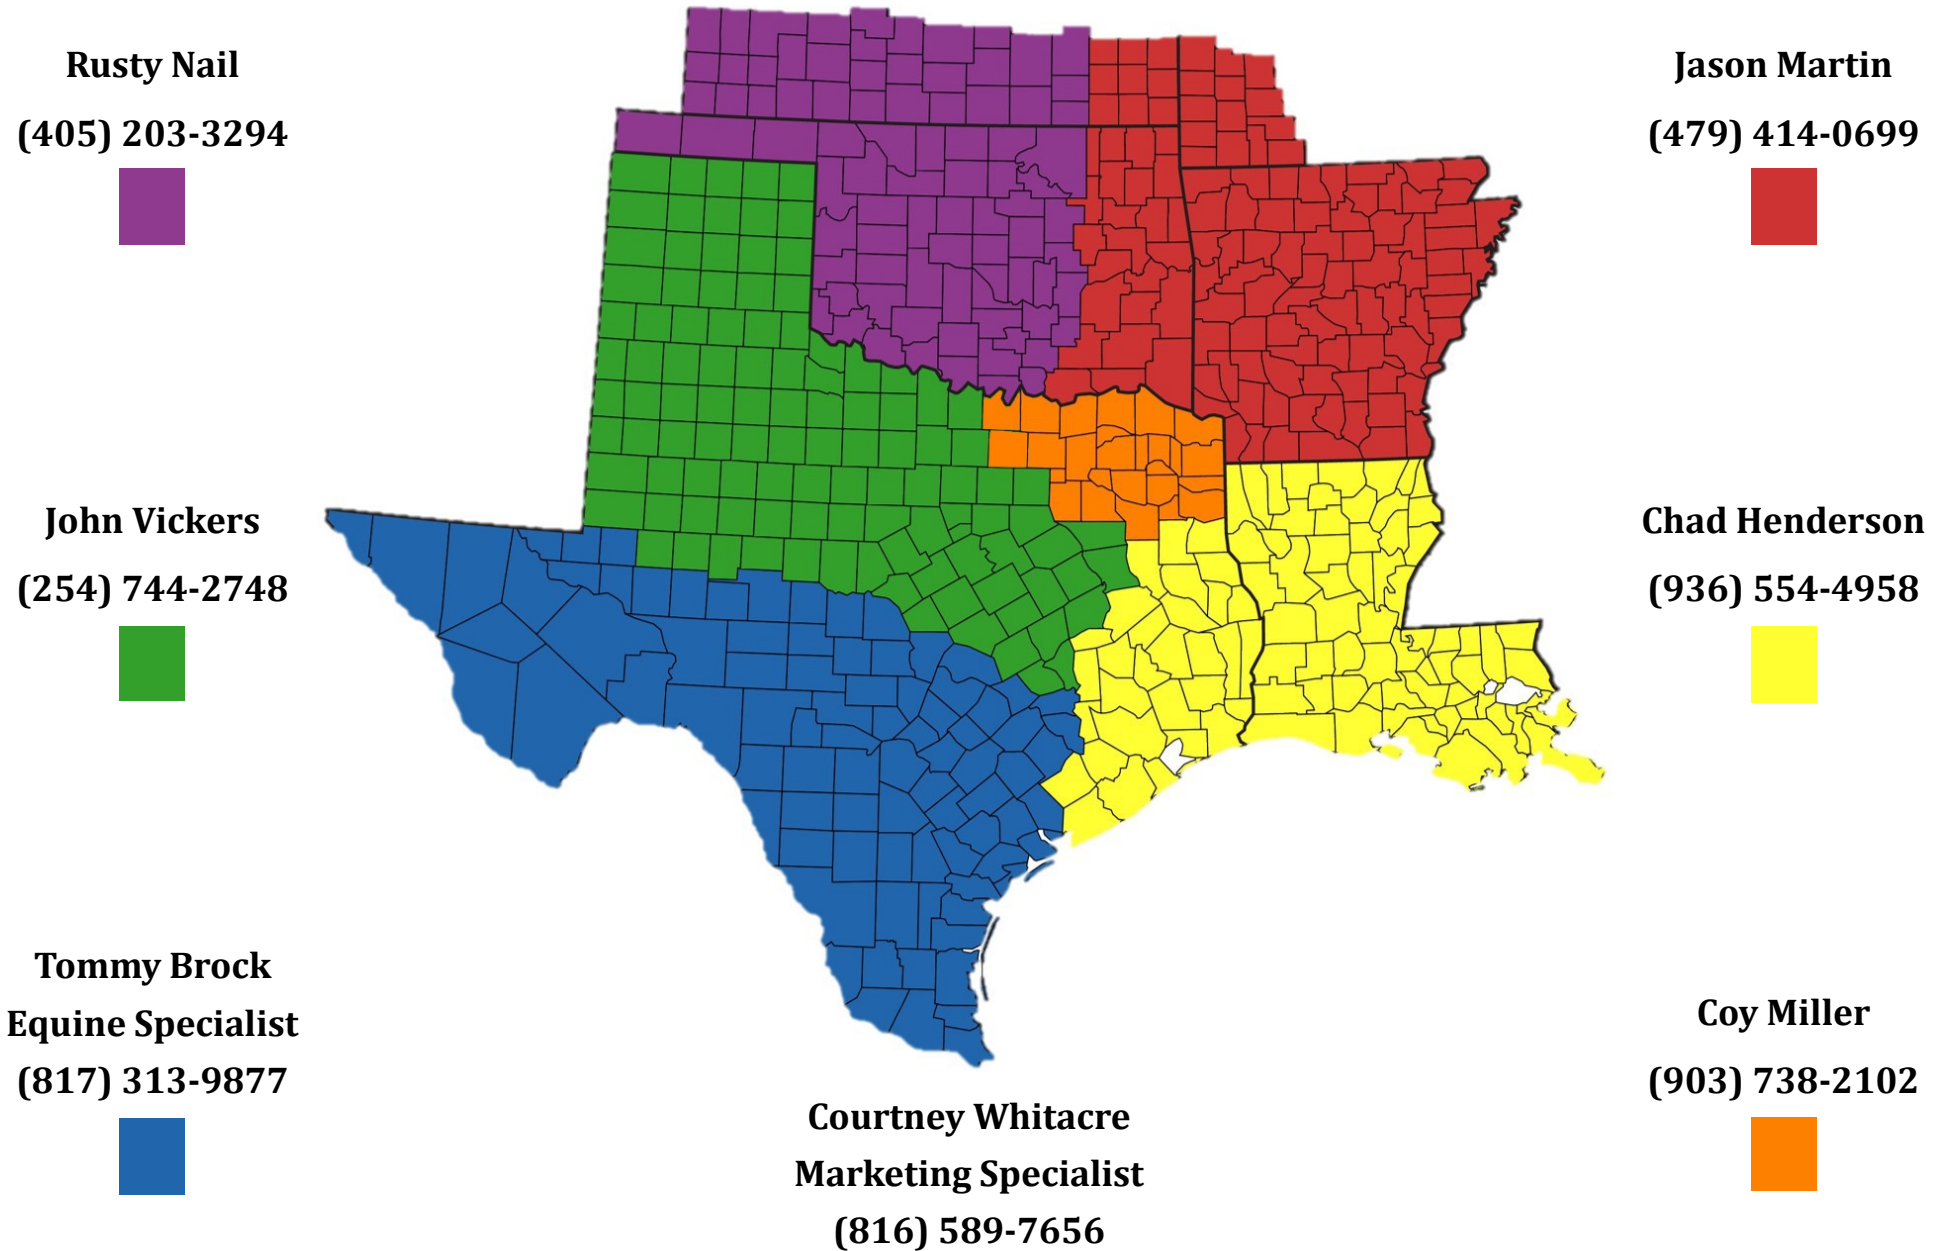 Rusty Nail
(405) 203-3294
Jason Martin
(479) 414-0699
John Vickers
(254) 744-2748
Chad Henderson
(936) 554-4958
Tommy Brock
Equine Specialist
(817) 313-9877
Coy Miller
(903) 738-2102
Courtney Whitacre
Marketing Specialist
(816) 589-7656